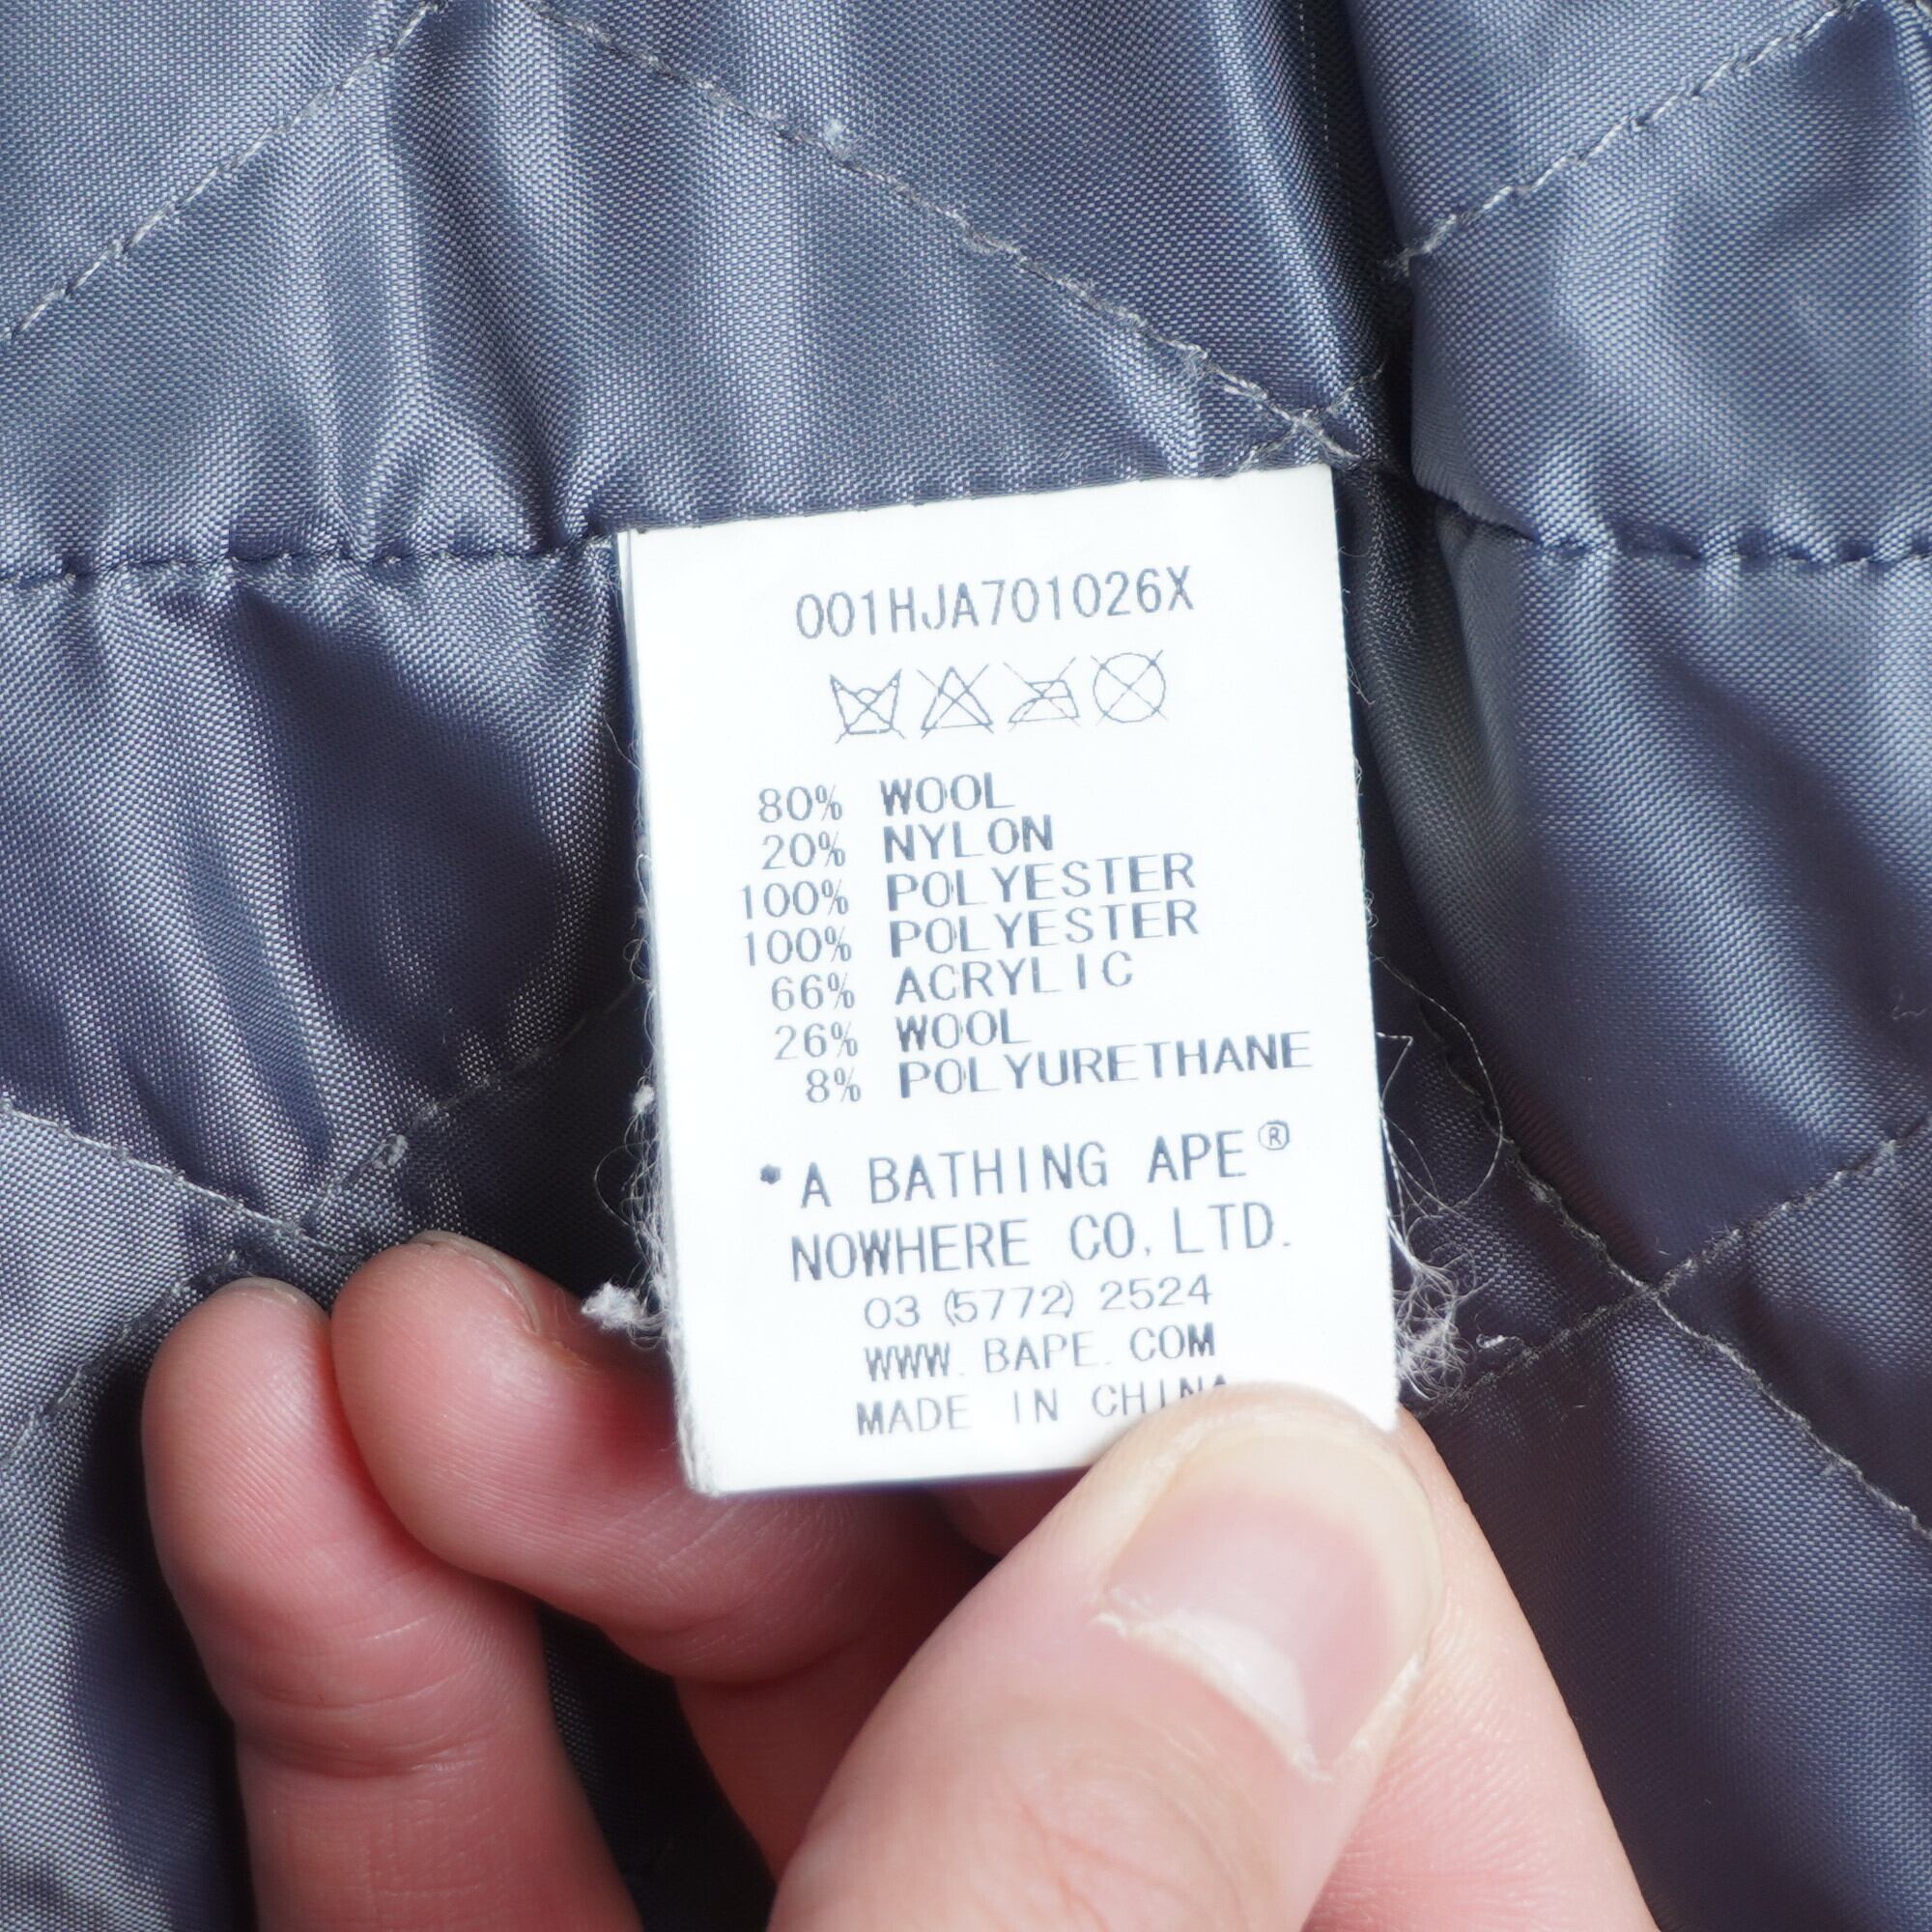 001HJA701026X
80% WOOL
20% NYLON
100% POLYESTER
100% POLYESTER
66% ACRYLIC
26% WOOL
8% POLYURETHANE
*A BATHING APE®
NOWHERE CO,LTD.
03 (5772) 2524
WWW. BAPE. COM
MADE IN CHINA